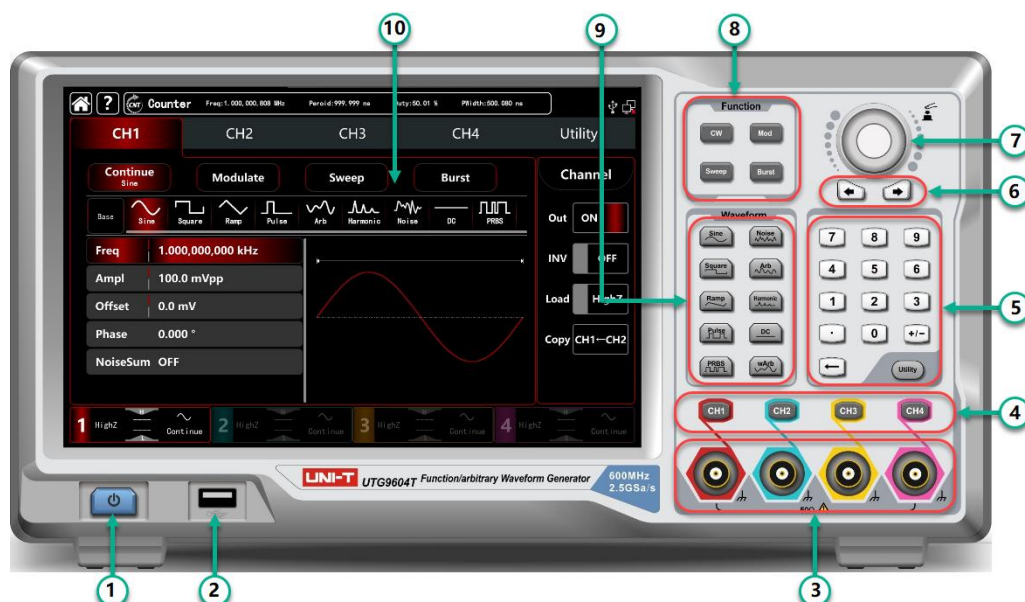 10
9
8
Counter Freq:1.000,000,808 MHz Peroid:999.999 ns Duty:50.01 % PWidth:500.080 ns
Function
CH1 CH2 CH3 CH4 Utility
CW Mod
7
Continue Modulate Sweep Burst Channel
Sine
Sweep Burst
6
Base Sine Square Ramp Pulse Arb Harmonic Noise DC PRBS
Out ON
Waveform
Freq 1.000,000,000 kHz
INV OFF
Sine Noise
7 8 9
Ampl 100.0 mVpp
Square Arb
4 5 6
Offset 0.0 mV
Load HighZ
Ramp Harmonic
1 2 3
5
Phase 0.000 °
Copy CH1←CH2
Pulse DC
. 0 +/−
NoiseSum OFF
PRBS wArb
← Utility
1 HighZ Continue 2 HighZ Continue 3 HighZ Continue 4 HighZ Continue
CH1 CH2 CH3 CH4
4
UNI-T UTG9604T Function/arbitrary Waveform Generator 600MHz
2.5GSa/s
50Ω
1
2
3